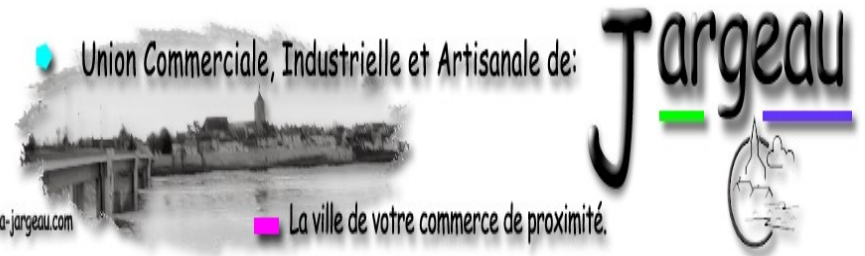 Union Commerciale, Industrielle et Artisanale de:
Jargeau
La ville de votre commerce de proximité.
a-jargeau.com